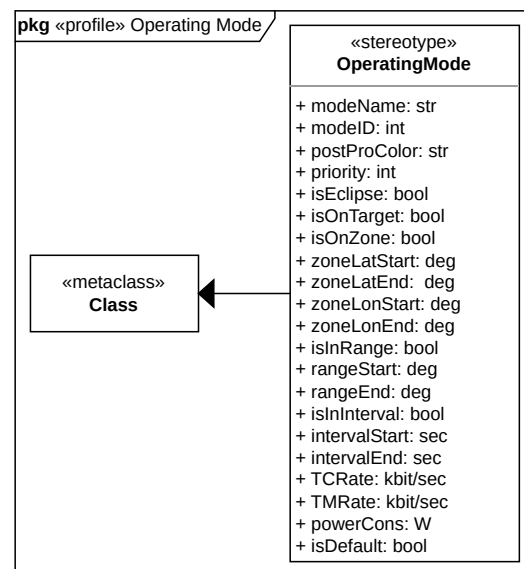 pkg «profile» Operating Mode
«stereotype»
OperatingMode
+ modeName: str
+ modeID: int
+ postProColor: str
+ priority: int
+ isEclipse: bool
+ isOnTarget: bool
+ isOnZone: bool
+ zoneLatStart: deg
+ zoneLatEnd:  deg
+ zoneLonStart: deg
+ zoneLonEnd: deg
+ isInRange: bool
+ rangeStart: deg
+ rangeEnd: deg
+ isInInterval: bool
+ intervalStart: sec
+ intervalEnd: sec
+ TCRate: kbit/sec
+ TMRate: kbit/sec
+ powerCons: W
+ isDefault: bool
«metaclass»
Class